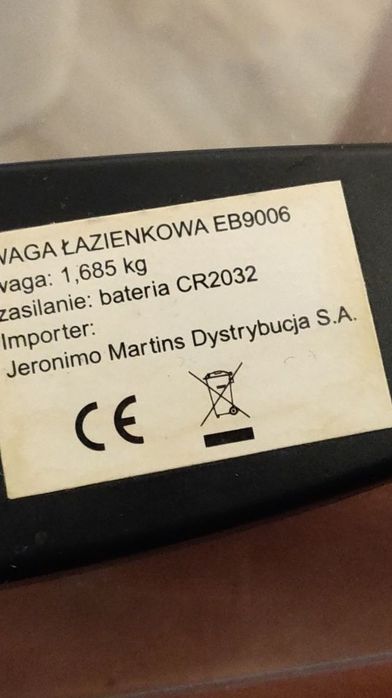 WAGA ŁAZIENKOWA EB9006
waga: 1,685 kg
zasilanie: bateria CR2032
Importer:
Jeronimo Martins Dystrybucja S.A.
CE